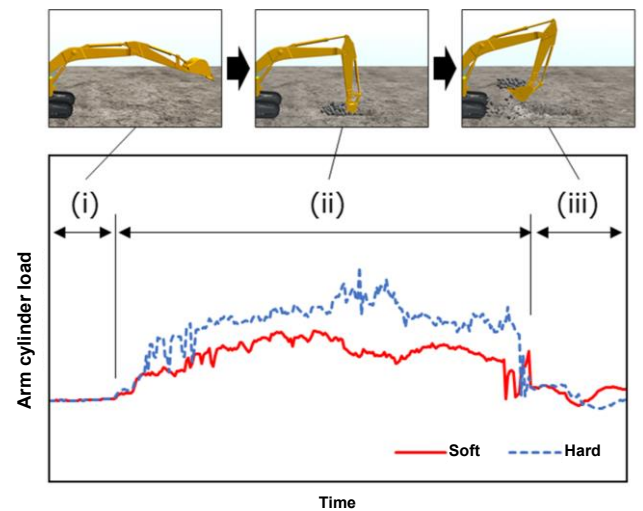 (i)
(ii)
(iii)
Arm cylinder load
Soft
Hard
Time